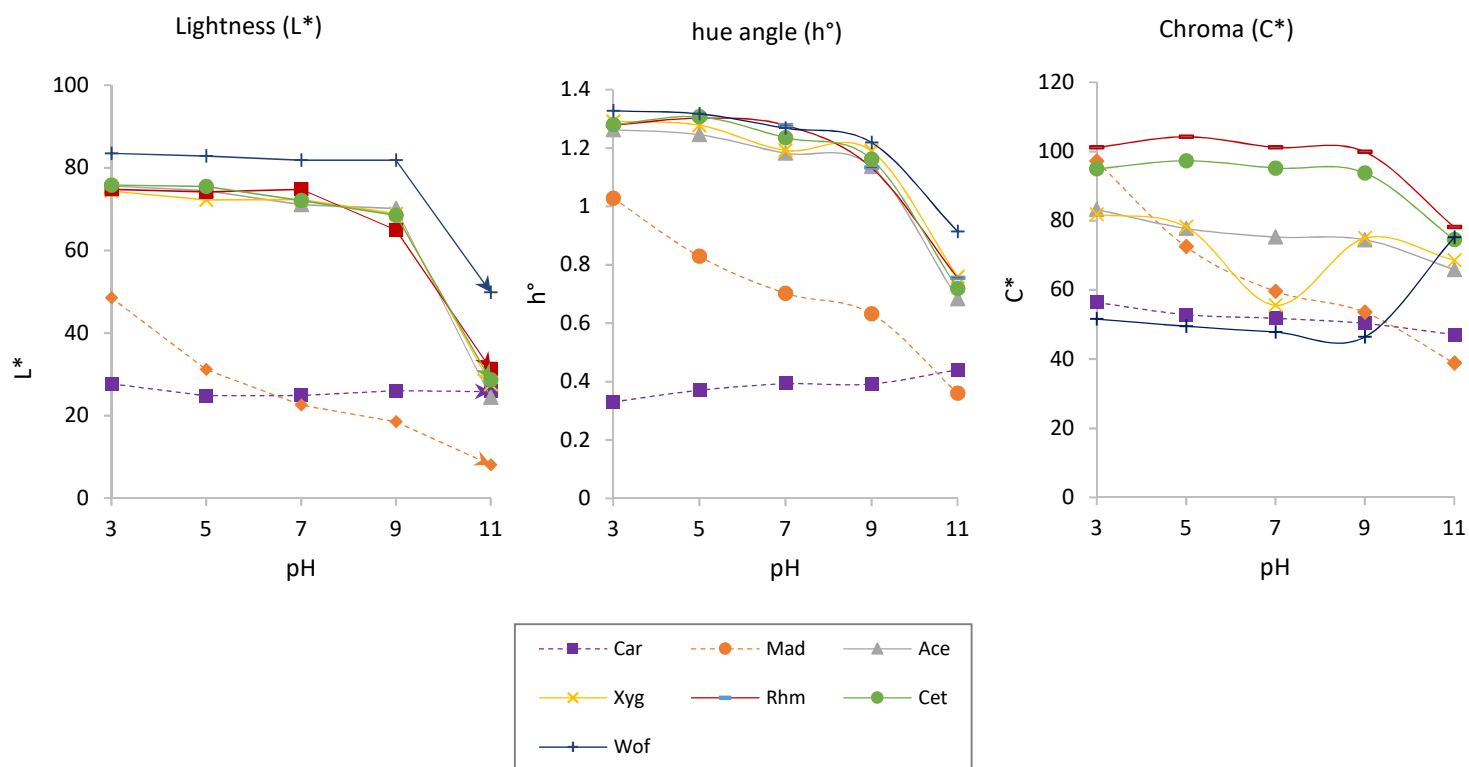 Lightness (L*)
hue angle (h°)
Chroma (C*)
100
80
60
40
20
0
L*
3 5 7 9 11
pH
1.4
1.2
1
0.8
0.6
0.4
0.2
0
h°
3 5 7 9 11
pH
120
100
80
60
40
20
0
C*
3 5 7 9 11
pH
Car Mad Ace
Xyg Rhm Cet
Wof